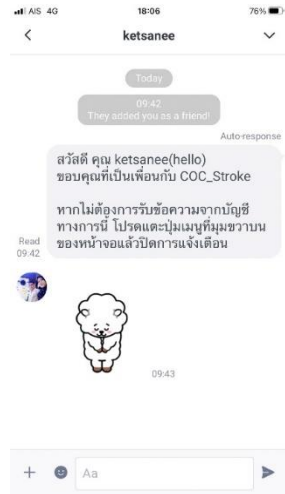 AIS 4G 18:06 76%
ketsanee
Today
09:42
They added you as a friend!
Auto-response
สวัสดี คุณ ketsanee(hello)
ขอบคุณที่เป็นเพื่อนกับ COC_Stroke
หากไม่ต้องการรับข้อความจากบัญชี
ทางการนี้ โปรดแตะปุ่มเมนูที่มุมขวาบน
ของหน้าจอแล้วปิดการแจ้งเตือน
Read
09:42
09:43
Aa